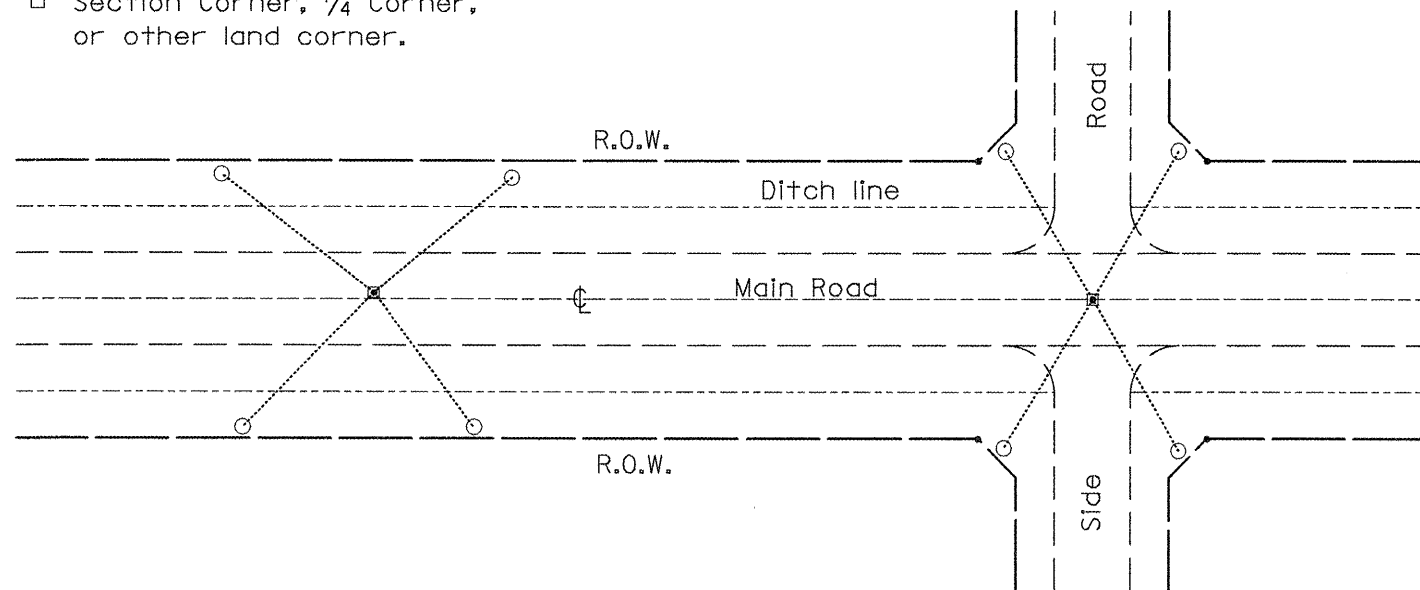 □ Section Corner, 1/4 Corner,
or other land corner.
R.O.W.
Road
Ditch line
Main Road
℄
R.O.W.
Side